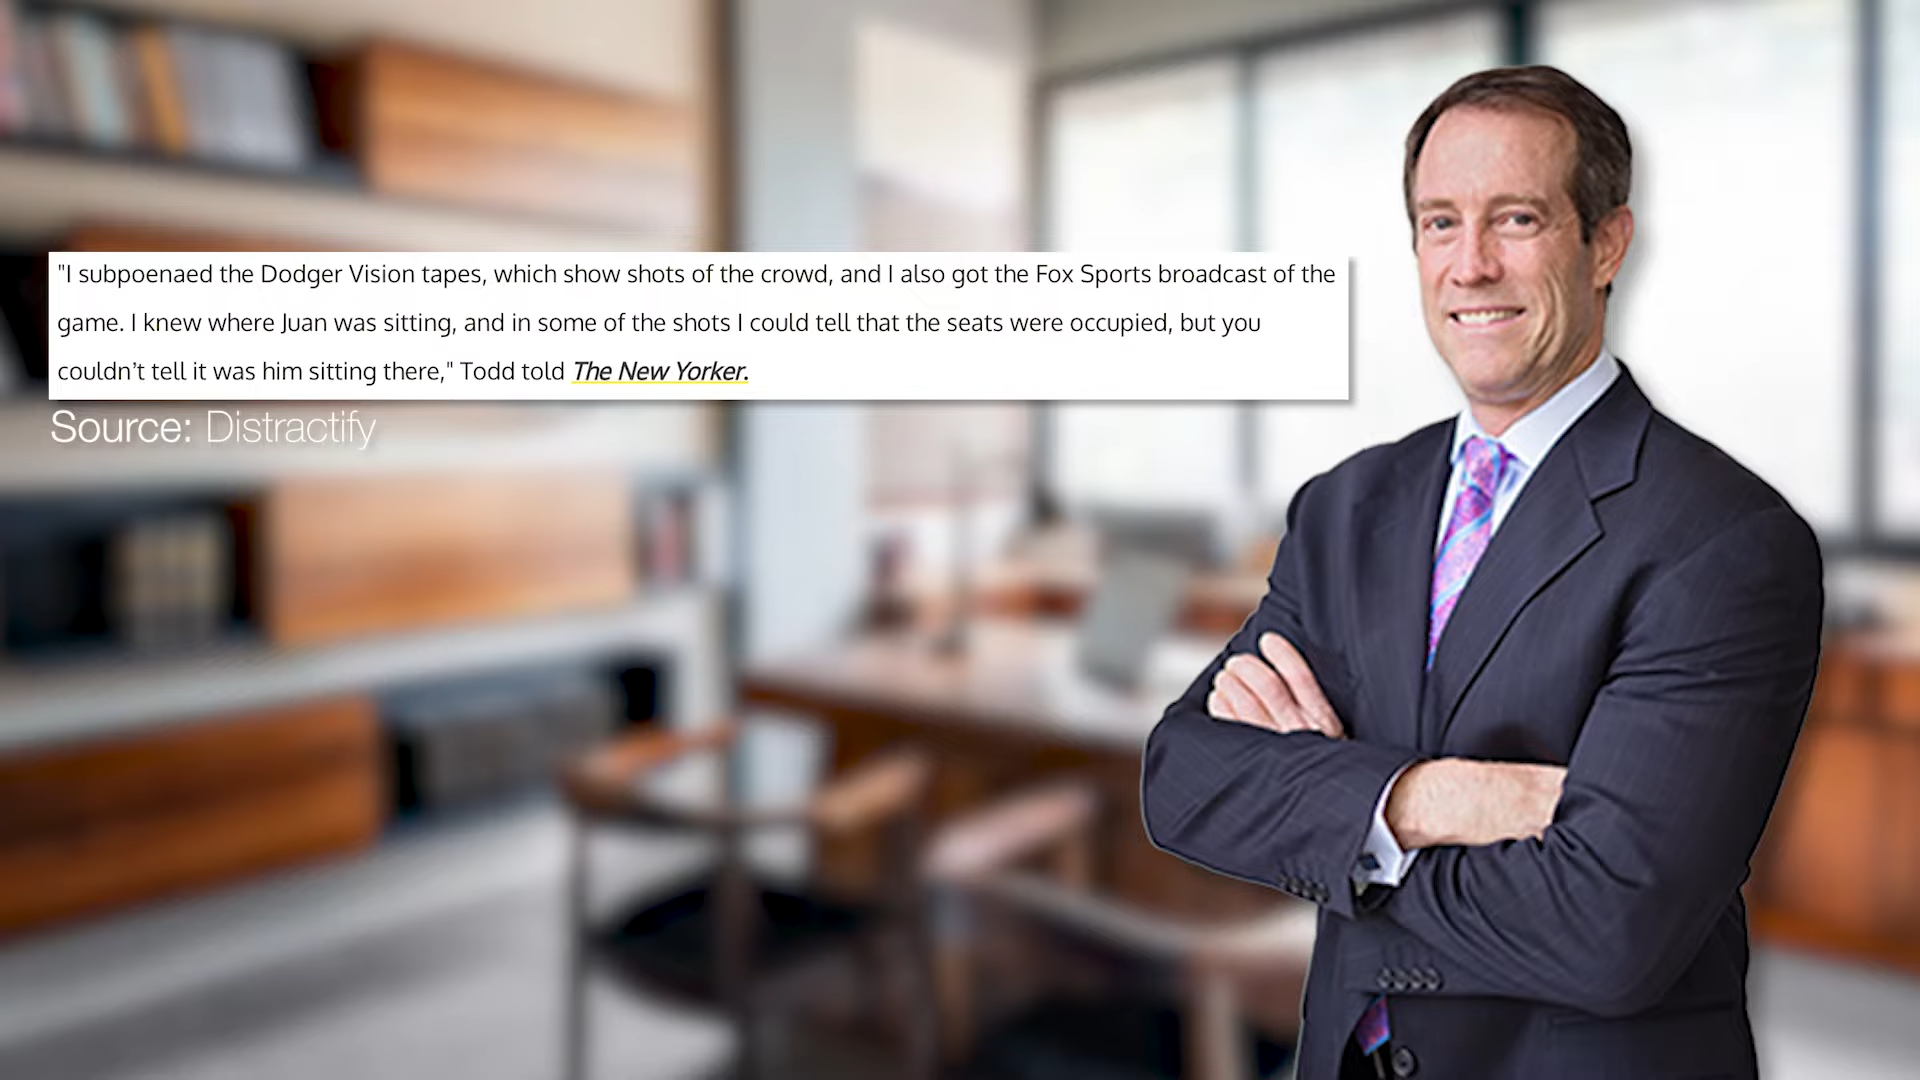 "I subpoenaed the Dodger Vision tapes, which show shots of the crowd, and I also got the Fox Sports broadcast of the
game. I knew where Juan was sitting, and in some of the shots I could tell that the seats were occupied, but you
couldn’t tell it was him sitting there," Todd told The New Yorker.
Source: Distractify